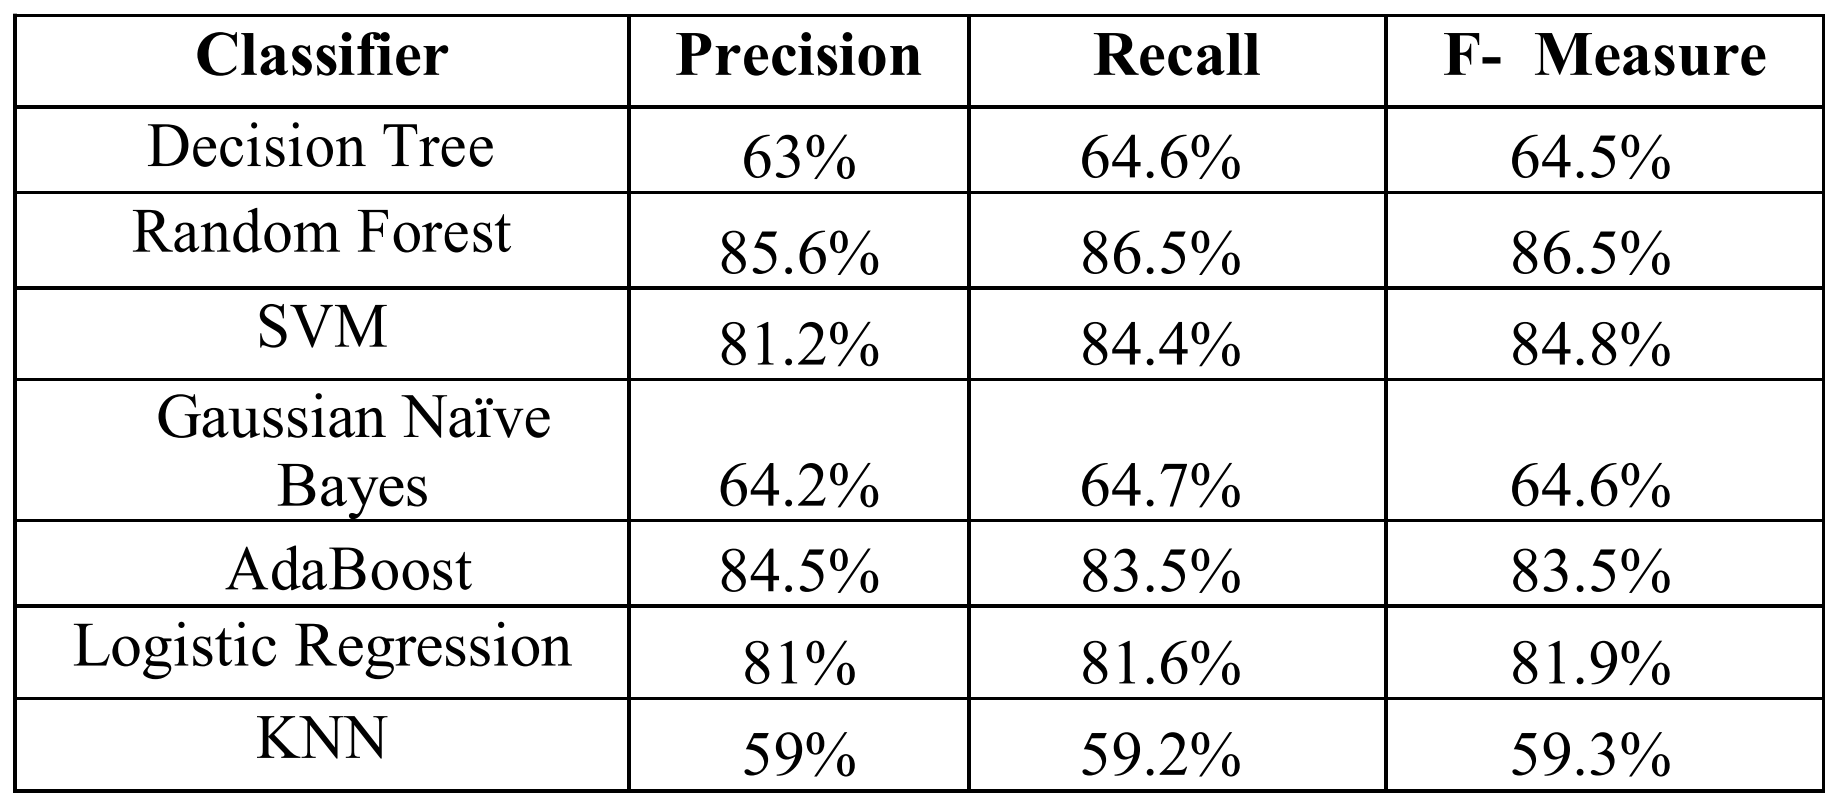 Classifier Precision Recall F- Measure
Decision Tree 63% 64.6% 64.5%
Random Forest 85.6% 86.5% 86.5%
SVM 81.2% 84.4% 84.8%
Gaussian Naïve
Bayes 64.2% 64.7% 64.6%
AdaBoost 84.5% 83.5% 83.5%
Logistic Regression 81% 81.6% 81.9%
KNN 59% 59.2% 59.3%